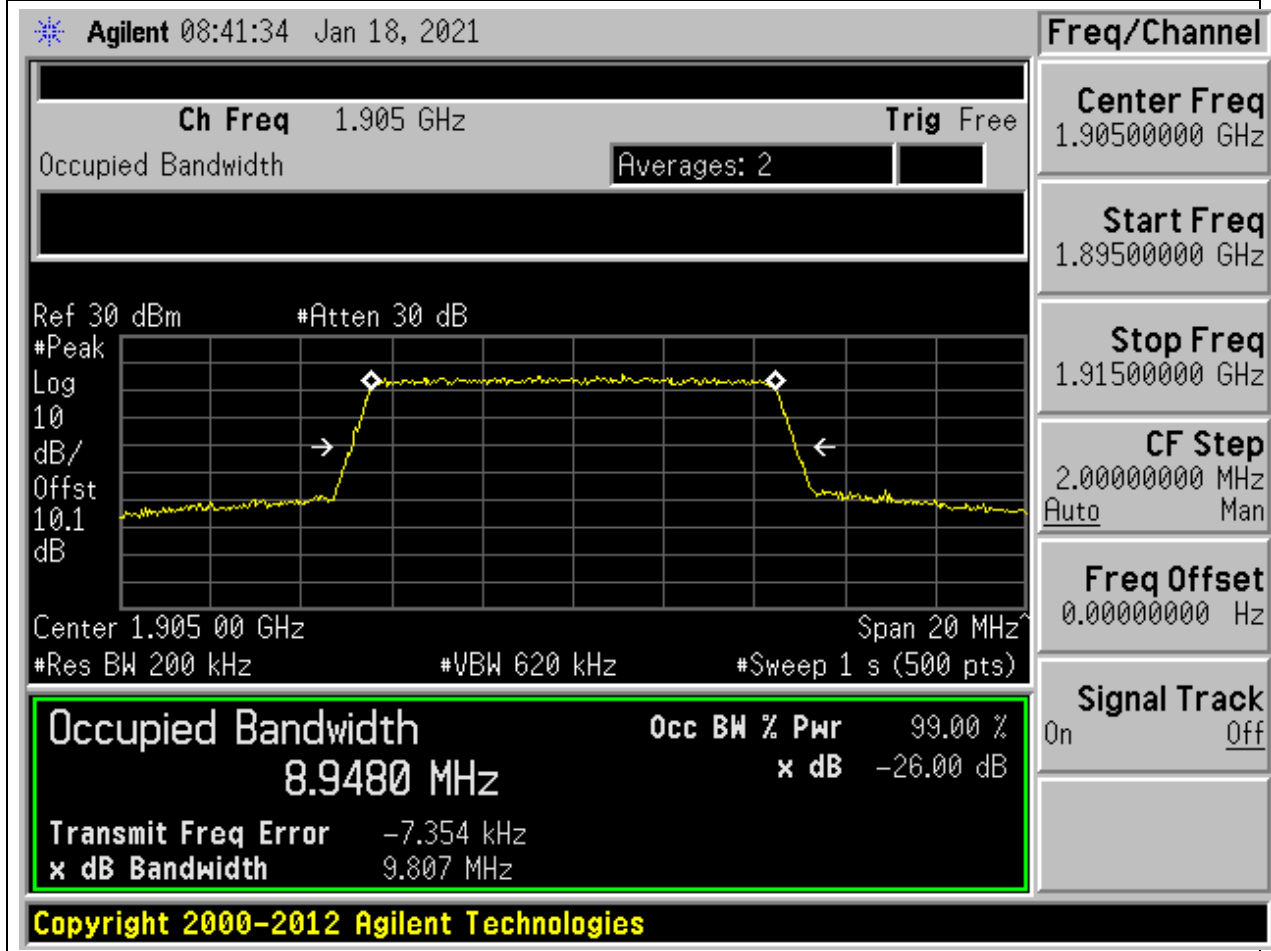 Agilent 08:41:34 Jan 18, 2021
Ch Freq 1.905 GHz Trig Free
Occupied Bandwidth Averages: 2
Ref 30 dBm #Atten 30 dB
#Peak
Log
10
dB/
Offst
10.1
dB
Center 1.905 00 GHz Span 20 MHz^
#Res BW 200 kHz #VBW 620 kHz #Sweep 1 s (500 pts)
Occupied Bandwidth Occ BW % Pwr 99.00 %
8.9480 MHz x dB -26.00 dB
Transmit Freq Error -7.354 kHz
x dB Bandwidth 9.807 MHz
Freq/Channel
Center Freq
1.90500000 GHz
Start Freq
1.89500000 GHz
Stop Freq
1.91500000 GHz
CF Step
2.00000000 MHz
Auto Man
Freq Offset
0.00000000 Hz
Signal Track
On Off
Copyright 2000-2012 Agilent Technologies